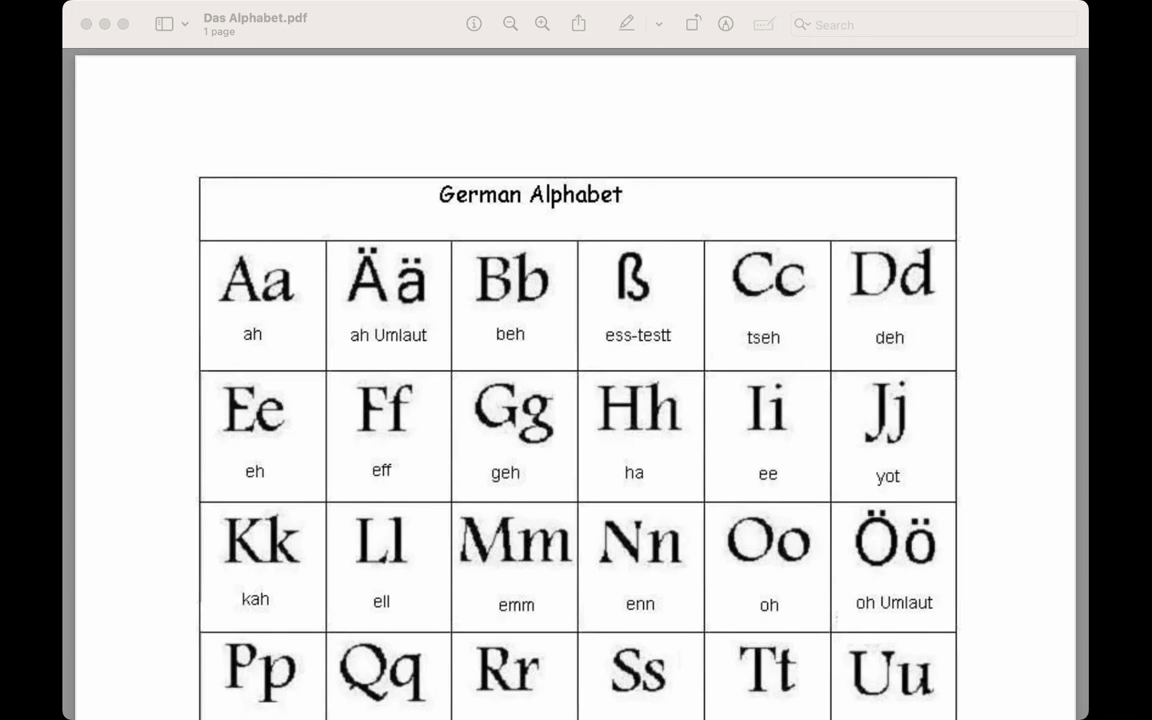 Das Alphabet.pdf
1 page
Search
German Alphabet
Aa Ää Bb ß Cc Dd
ah ah Umlaut beh ess-testt tseh deh
Ee Ff Gg Hh Ii Jj
eh eff geh ha ee yot
Kk Ll Mm Nn Oo Öö
kah ell emm enn oh oh Umlaut
Pp Qq Rr Ss Tt Uu